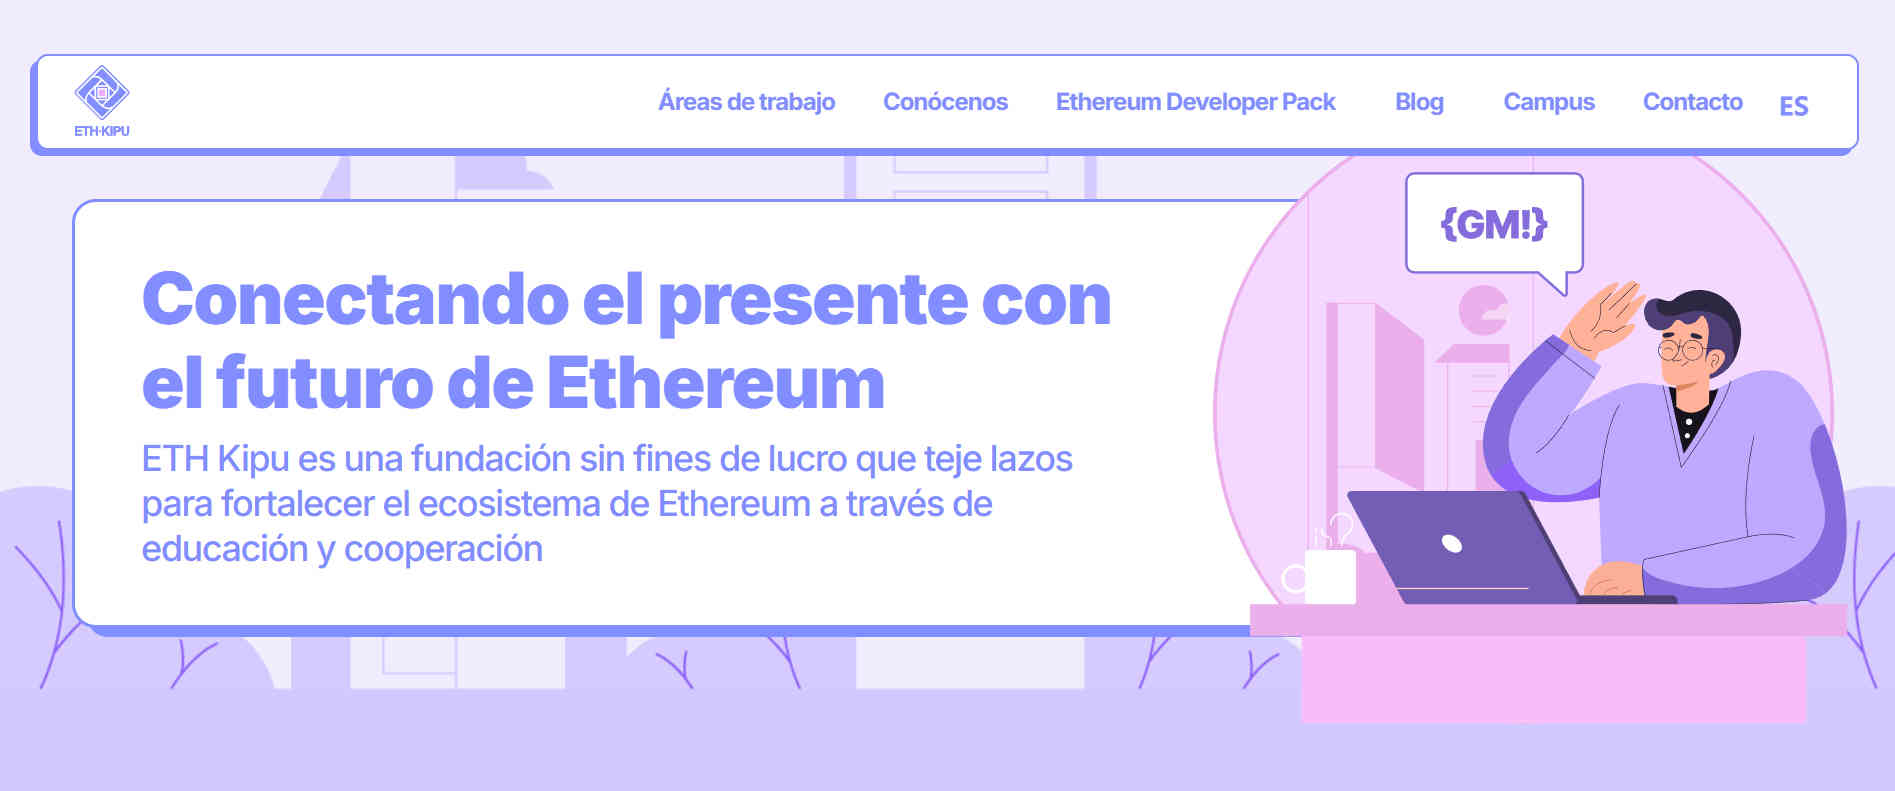 ETH·KIPU
Áreas de trabajo Conócenos Ethereum Developer Pack Blog Campus Contacto ES
{GM!}
Conectando el presente con
el futuro de Ethereum
ETH Kipu es una fundación sin fines de lucro que teje lazos
para fortalecer el ecosistema de Ethereum a través de
educación y cooperación